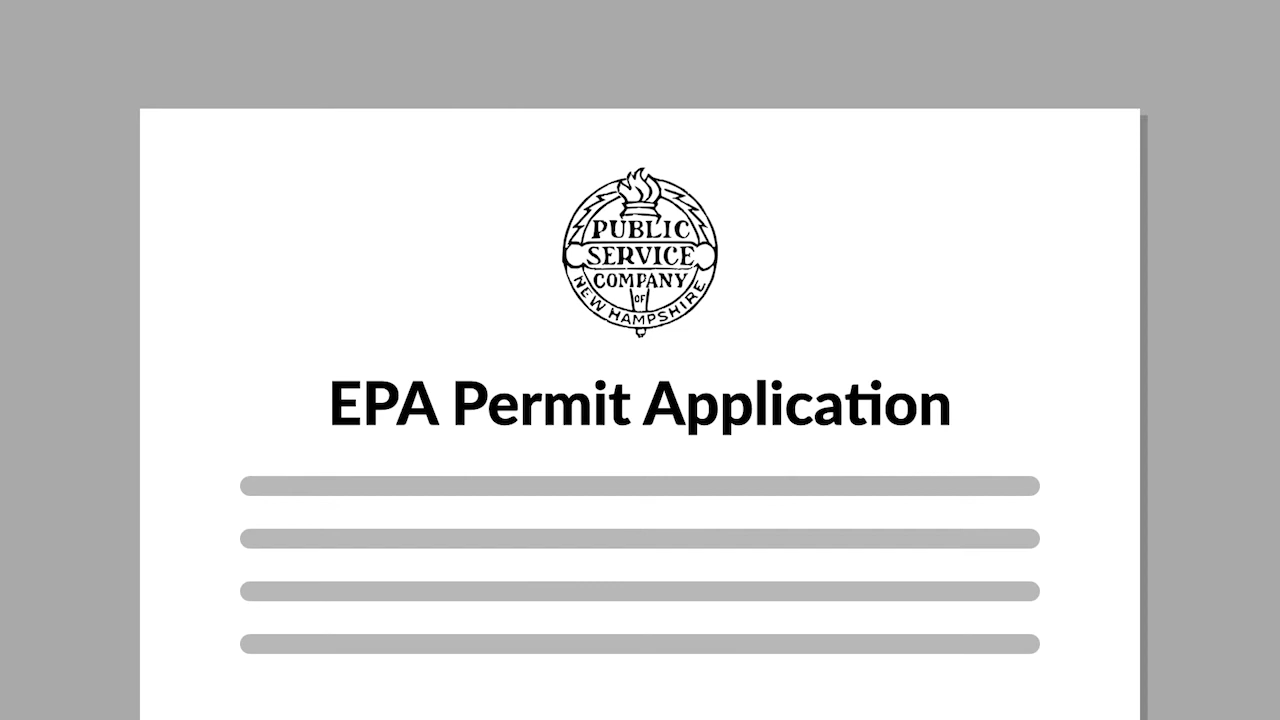 PUBLIC
SERVICE
COMPANY
OF
NEW HAMPSHIRE
EPA Permit Application